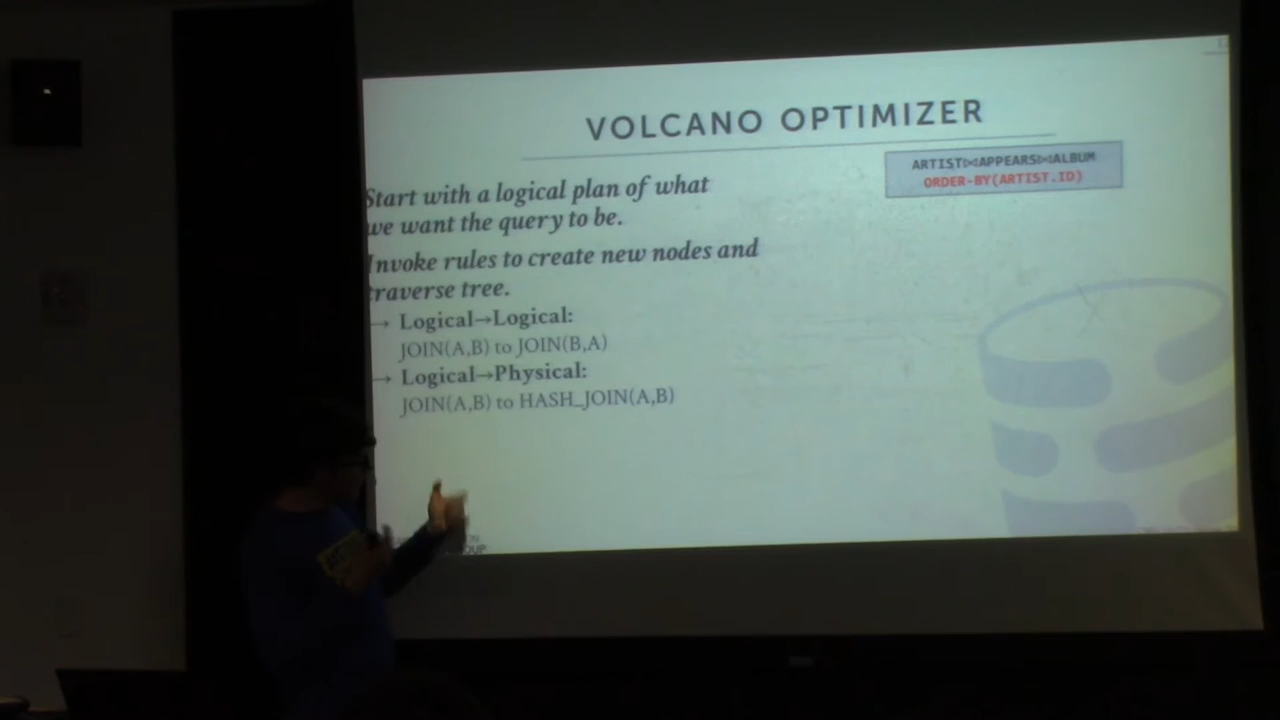 VOLCANO OPTIMIZER
ARTIST⨝APPEARS⨝ALBUM
ORDER-BY(ARTIST.ID)
Start with a logical plan of what
we want the query to be.
Invoke rules to create new nodes and
traverse tree.
→ Logical→Logical:
JOIN(A,B) to JOIN(B,A)
→ Logical→Physical:
JOIN(A,B) to HASH_JOIN(A,B)